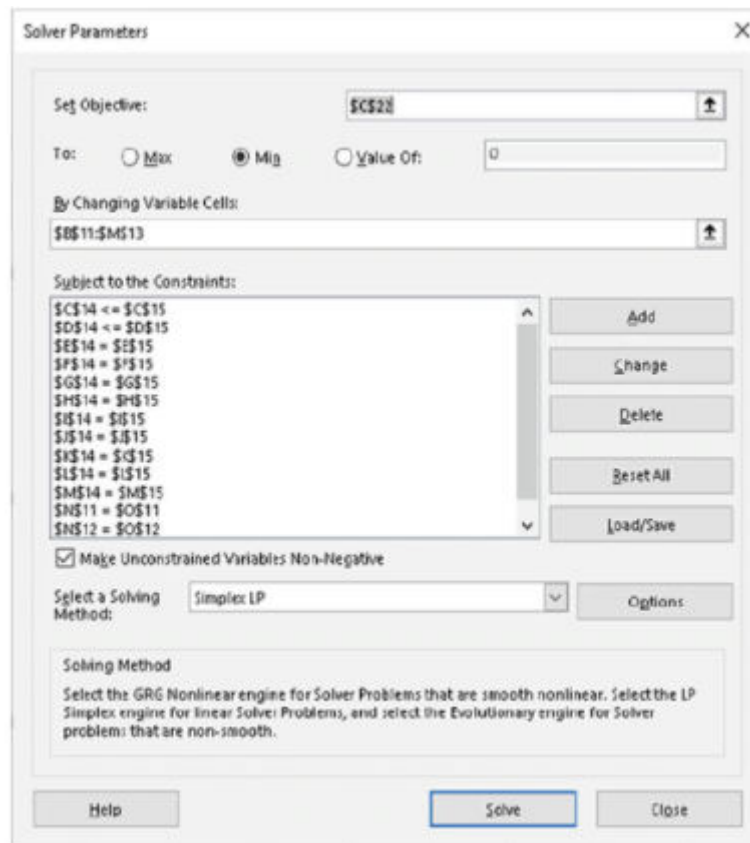 Solver Parameters
Set Objective:
$C$22
To:
Max
Min
Value Of:
0
By Changing Variable Cells:
$B$11:$M$13
Subject to the Constraints:
$C$14 <= $C$15
$D$14 <= $D$15
$E$14 = $E$15
$F$14 = $F$15
$G$14 = $G$15
$H$14 = $H$15
$I$14 = $I$15
$J$14 = $J$15
$K$14 = $K$15
$L$14 = $L$15
$M$14 = $M$15
$N$11 = $O$11
$N$12 = $O$12
Add
Change
Delete
Reset All
Load/Save
Make Unconstrained Variables Non-Negative
Select a Solving
Method:
Simplex LP
Options
Solving Method
Select the GRG Nonlinear engine for Solver Problems that are smooth nonlinear. Select the LP
Simplex engine for linear Solver Problems, and select the Evolutionary engine for Solver
problems that are non-smooth.
Help
Solve
Close